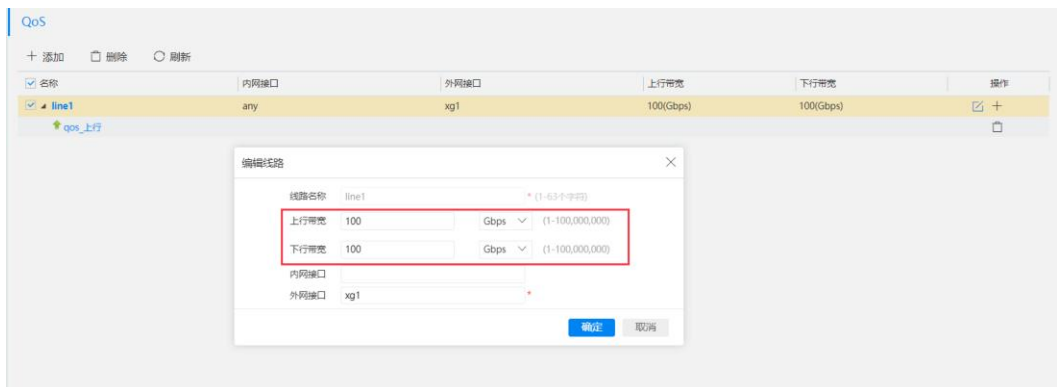 QoS
添加 删除 刷新
名称 内网接口 外网接口 上行带宽 下行带宽 操作
line1 any xg1 100(Gbps) 100(Gbps)
qos_上行
编辑线路
线路名称 line1 * (1-63个字符)
上行带宽 100 Gbps (1-100,000,000)
下行带宽 100 Gbps (1-100,000,000)
内网接口
外网接口 xg1 *
确定 取消